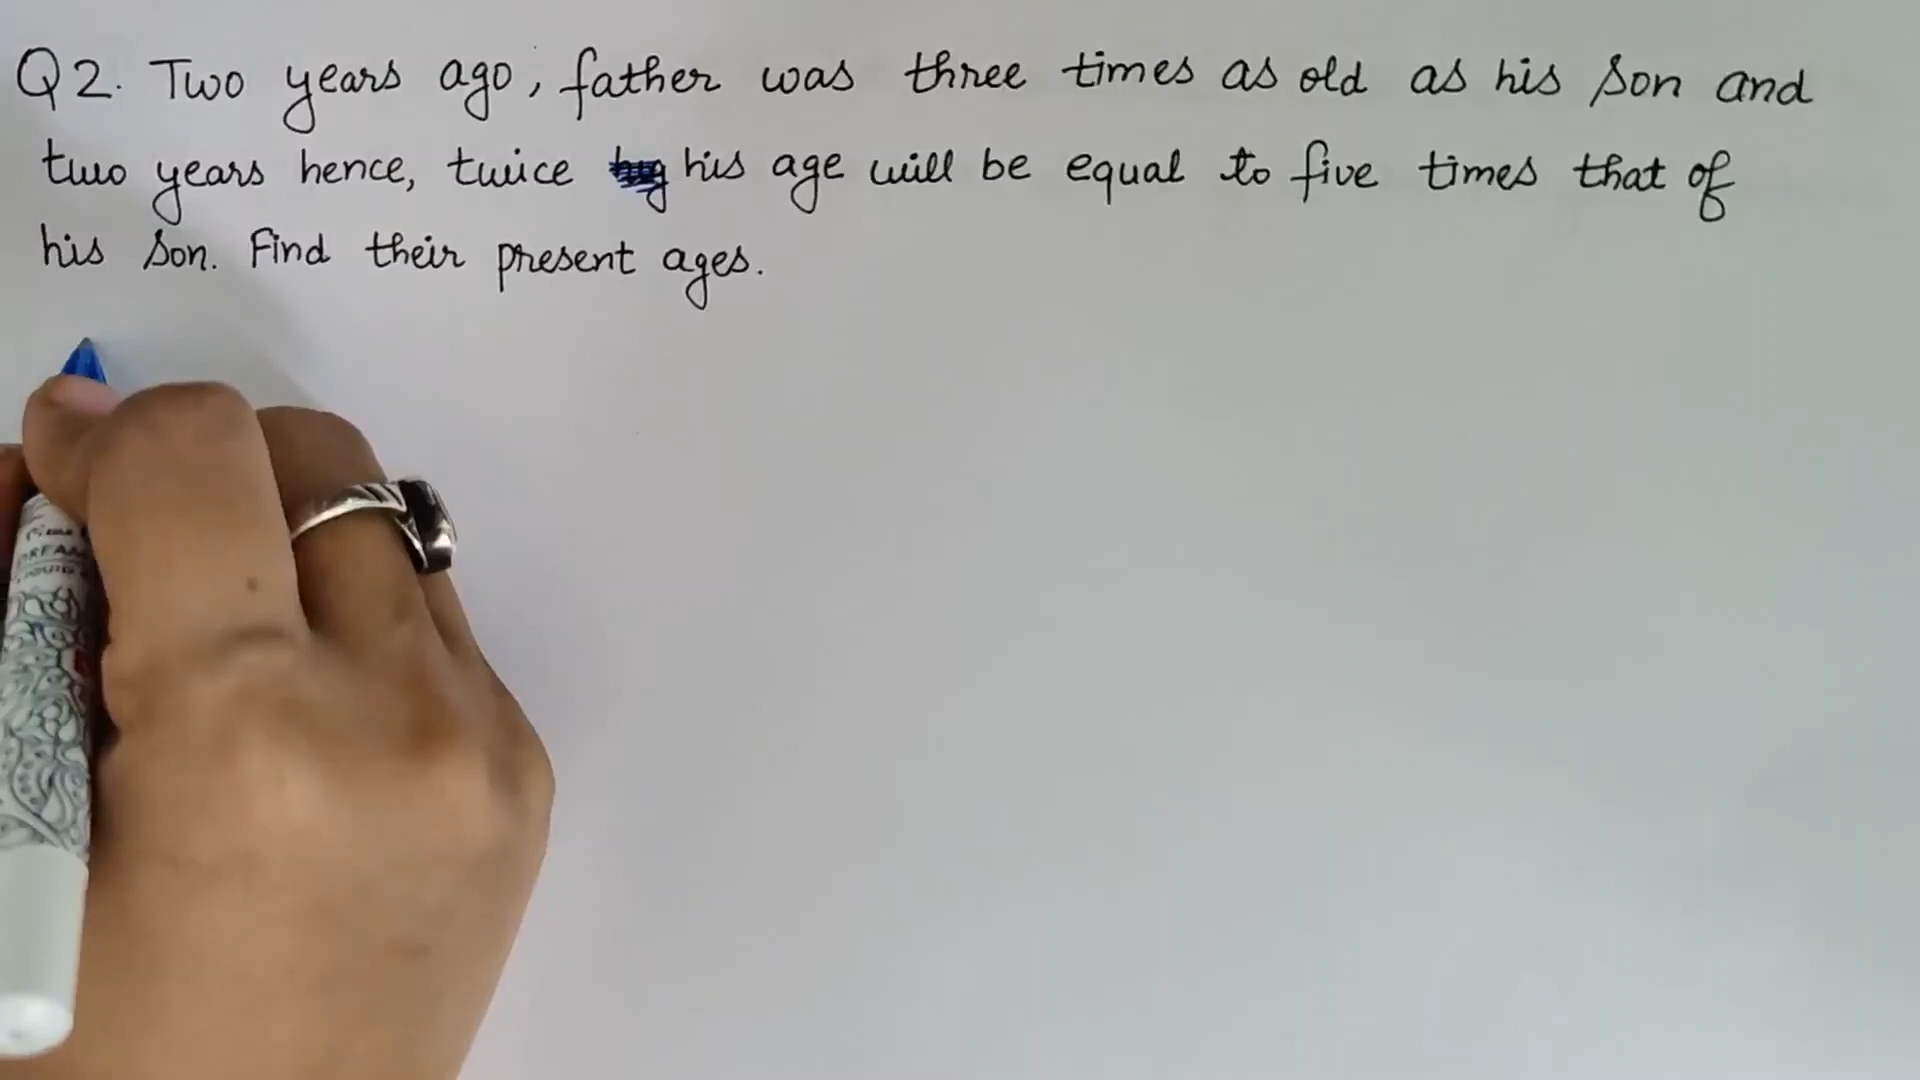 Q2. Two years ago, father was three times as old as his son and
two years hence, twice his age will be equal to five times that of
his son. Find their present ages.